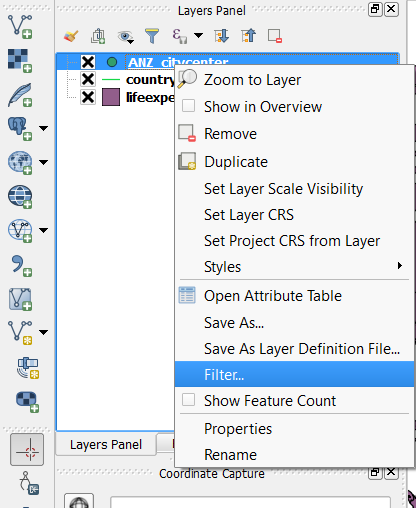 Layers Panel
ANZ_citycenter
country
lifeexpe
Zoom to Layer
Show in Overview
Remove
Duplicate
Set Layer Scale Visibility
Set Layer CRS
Set Project CRS from Layer
Styles
Open Attribute Table
Save As...
Save As Layer Definition File...
Filter...
Show Feature Count
Properties
Rename
Layers Panel
Coordinate Capture